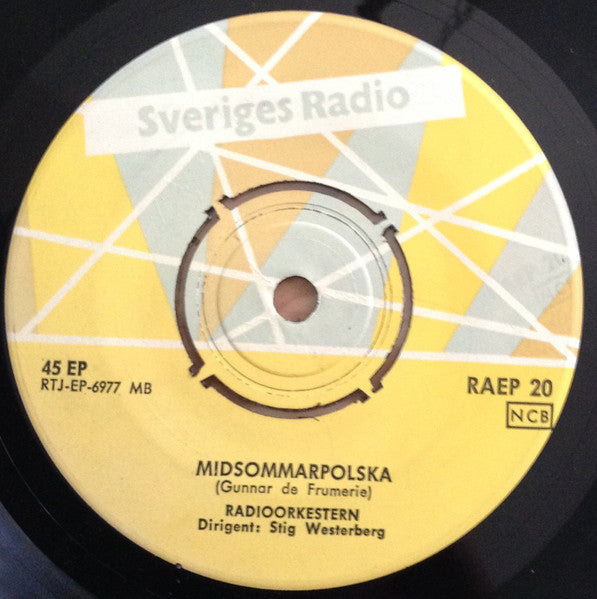 Sveriges Radio
45 EP
RTJ-EP-6977 MB
RAEP 20
NCB
MIDSOMMARPOLSKA
(Gunnar de Frumerie)
RADIOORKESTERN
Dirigent: Stig Westerberg